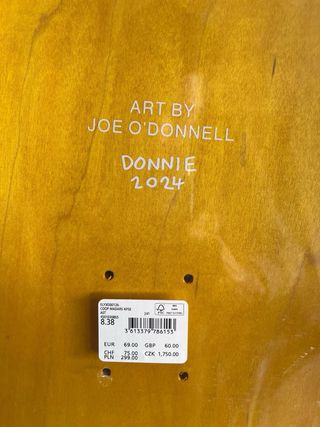 ART BY
JOE O'DONNELL
DONNIE
2024
8.38
3613379786153
EUR 69.00 GBP 60.00
CHF 75.00 CZK 1,750.00
PLN 299.00